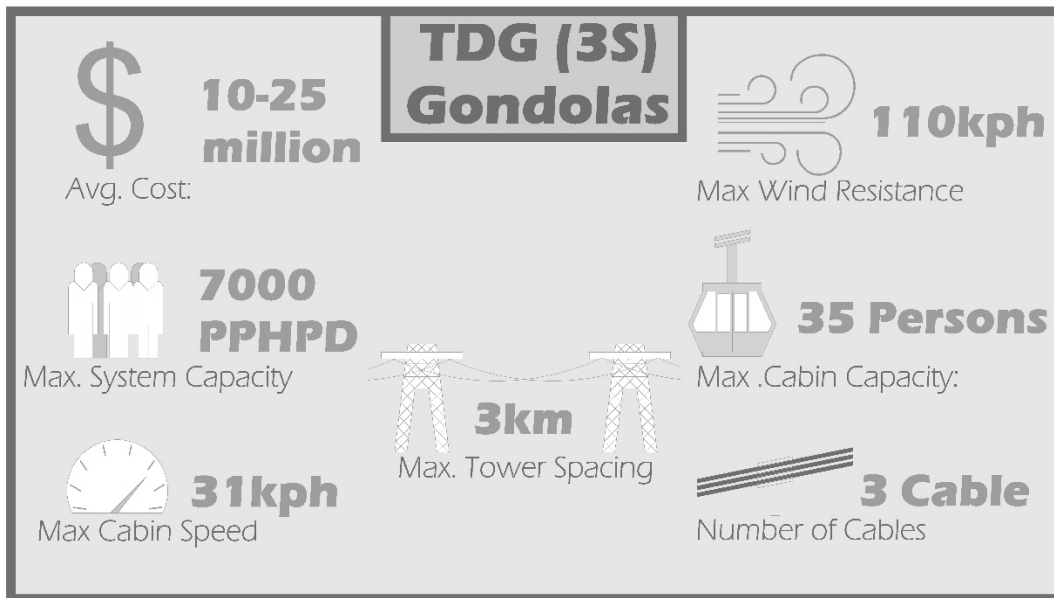 TDG (3S)
Gondolas
$
10-25
million
Avg. Cost:
110kph
Max Wind Resistance
7000
PPHPD
Max. System Capacity
35 Persons
Max .Cabin Capacity:
3km
Max. Tower Spacing
31kph
Max Cabin Speed
3 Cable
Number of Cables